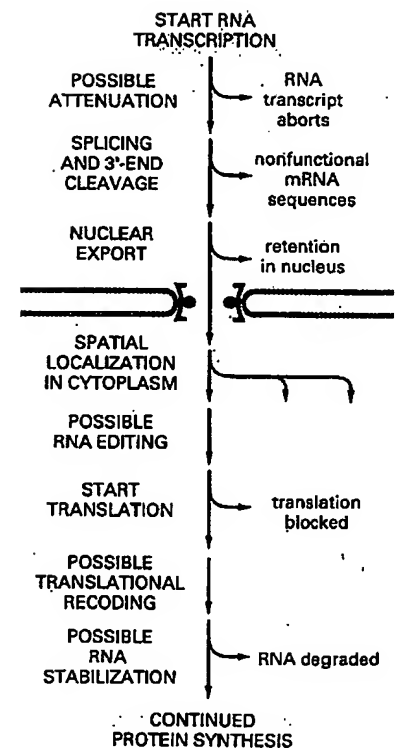 START RNA
TRANSCRIPTION
POSSIBLE
ATTENUATION
RNA
transcript
aborts
SPLICING
AND 3'-END
CLEAVAGE
nonfunctional
mRNA
sequences
NUCLEAR
EXPORT
retention
in nucleus
SPATIAL
LOCALIZATION
IN CYTOPLASM
POSSIBLE
RNA EDITING
START
TRANSLATION
translation
blocked
POSSIBLE
TRANSLATIONAL
RECODING
POSSIBLE
RNA
STABILIZATION
RNA degraded
CONTINUED
PROTEIN SYNTHESIS